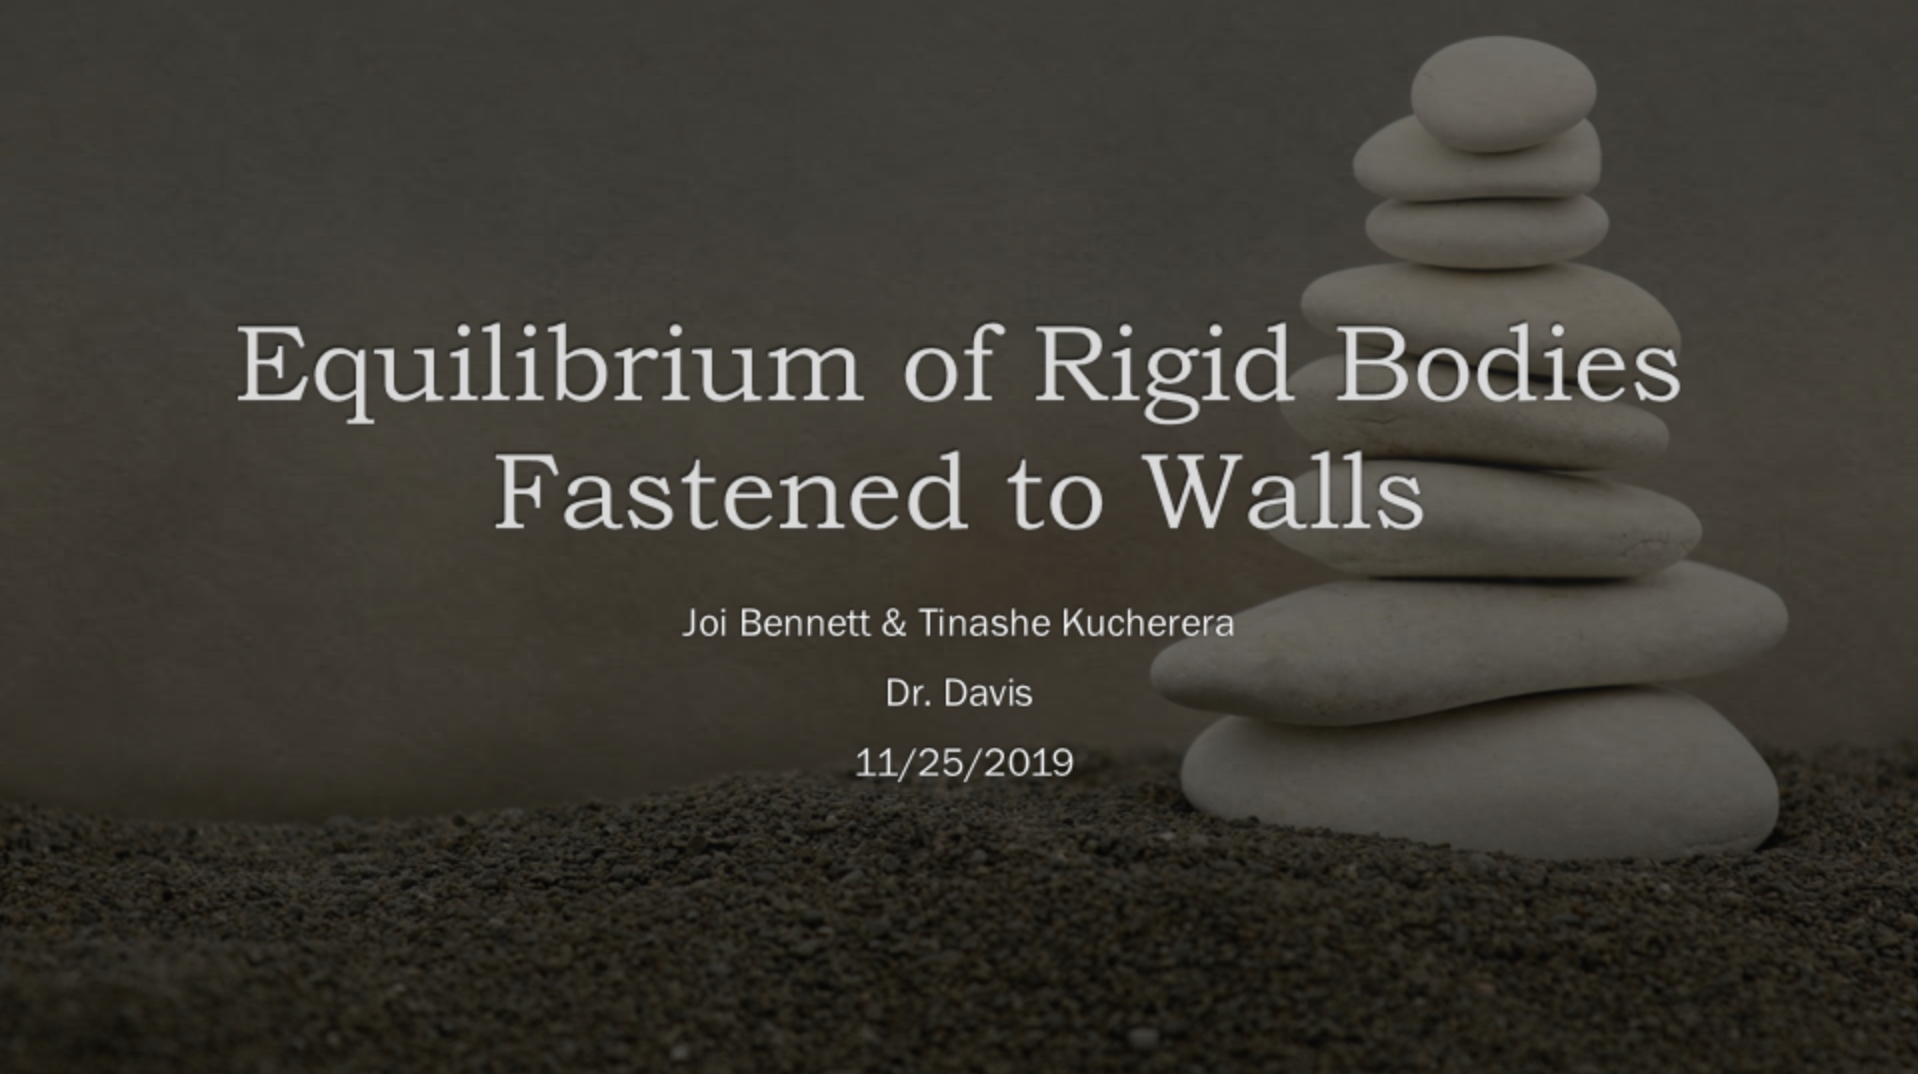 Equilibrium of Rigid Bodies
Fastened to Walls
Joi Bennett & Tinashe Kucherera
Dr. Davis
11/25/2019